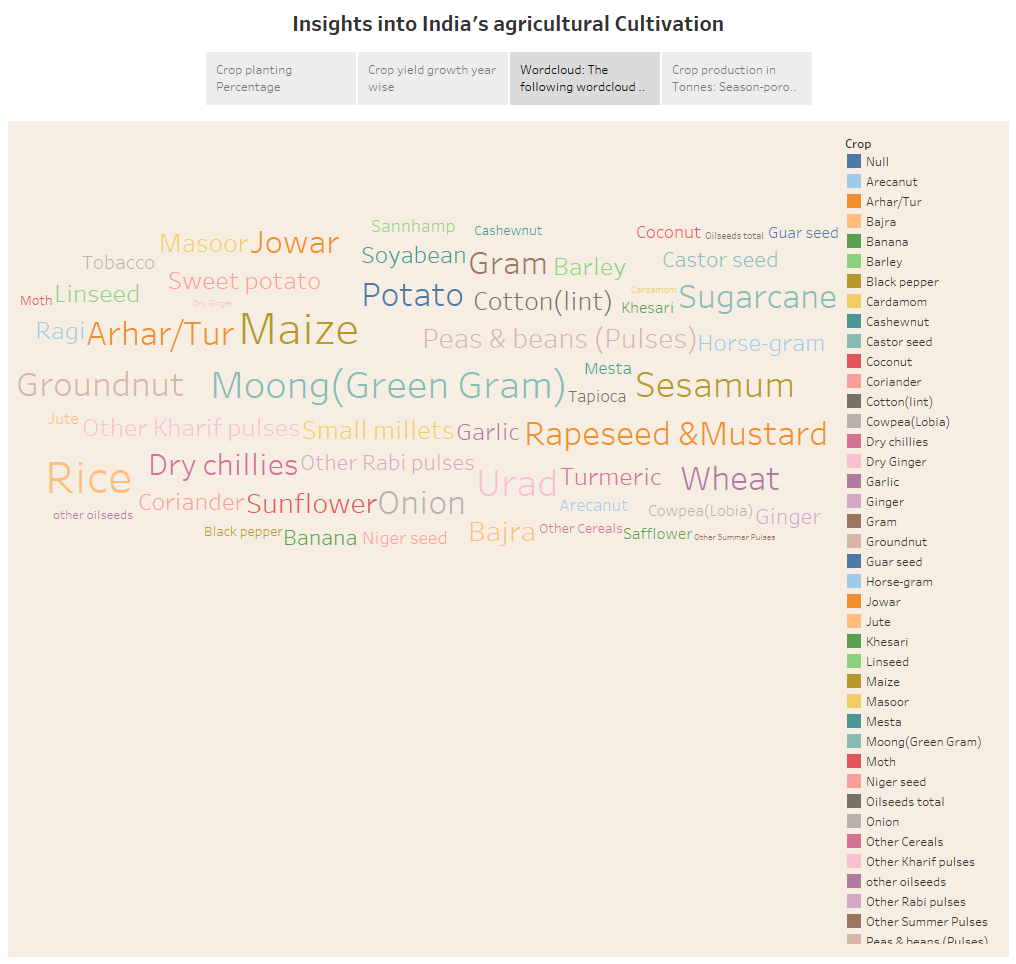 Insights into India's agricultural Cultivation
Crop planting
Percentage
Crop yield growth year
wise
Wordcloud: The
following wordcloud ..
Crop production in
Tonnes: Season-poro..
Sannhamp
Cashewnut
Coconut
Oilseeds total
Guar seed
Masoor
Jowar
Tobacco
Soyabean
Gram
Barley
Castor seed
Moth
Linseed
Sweet potato
Dry Ginger
Potato
Cotton(lint)
Cardamom
Khesari
Sugarcane
Ragi
Arhar/Tur
Maize
Peas & beans (Pulses)
Horse-gram
Groundnut
Moong(Green Gram)
Mesta
Tapioca
Sesamum
Jute
Other Kharif pulses
Small millets
Garlic
Rapeseed &Mustard
Rice
Dry chillies
Other Rabi pulses
Urad
Turmeric
Wheat
other oilseeds
Coriander
Sunflower
Onion
Arecanut
Cowpea(Lobia)
Ginger
Black pepper
Banana
Niger seed
Bajra
Other Cereals
Safflower
Other Summer Pulses
Crop
Null
Arecanut
Arhar/Tur
Bajra
Banana
Barley
Black pepper
Cardamom
Cashewnut
Castor seed
Coconut
Coriander
Cotton(lint)
Cowpea(Lobia)
Dry chillies
Dry Ginger
Garlic
Ginger
Gram
Groundnut
Guar seed
Horse-gram
Jowar
Jute
Khesari
Linseed
Maize
Masoor
Mesta
Moong(Green Gram)
Moth
Niger seed
Oilseeds total
Onion
Other Cereals
Other Kharif pulses
other oilseeds
Other Rabi pulses
Other Summer Pulses
Peas & beans (Pulses)